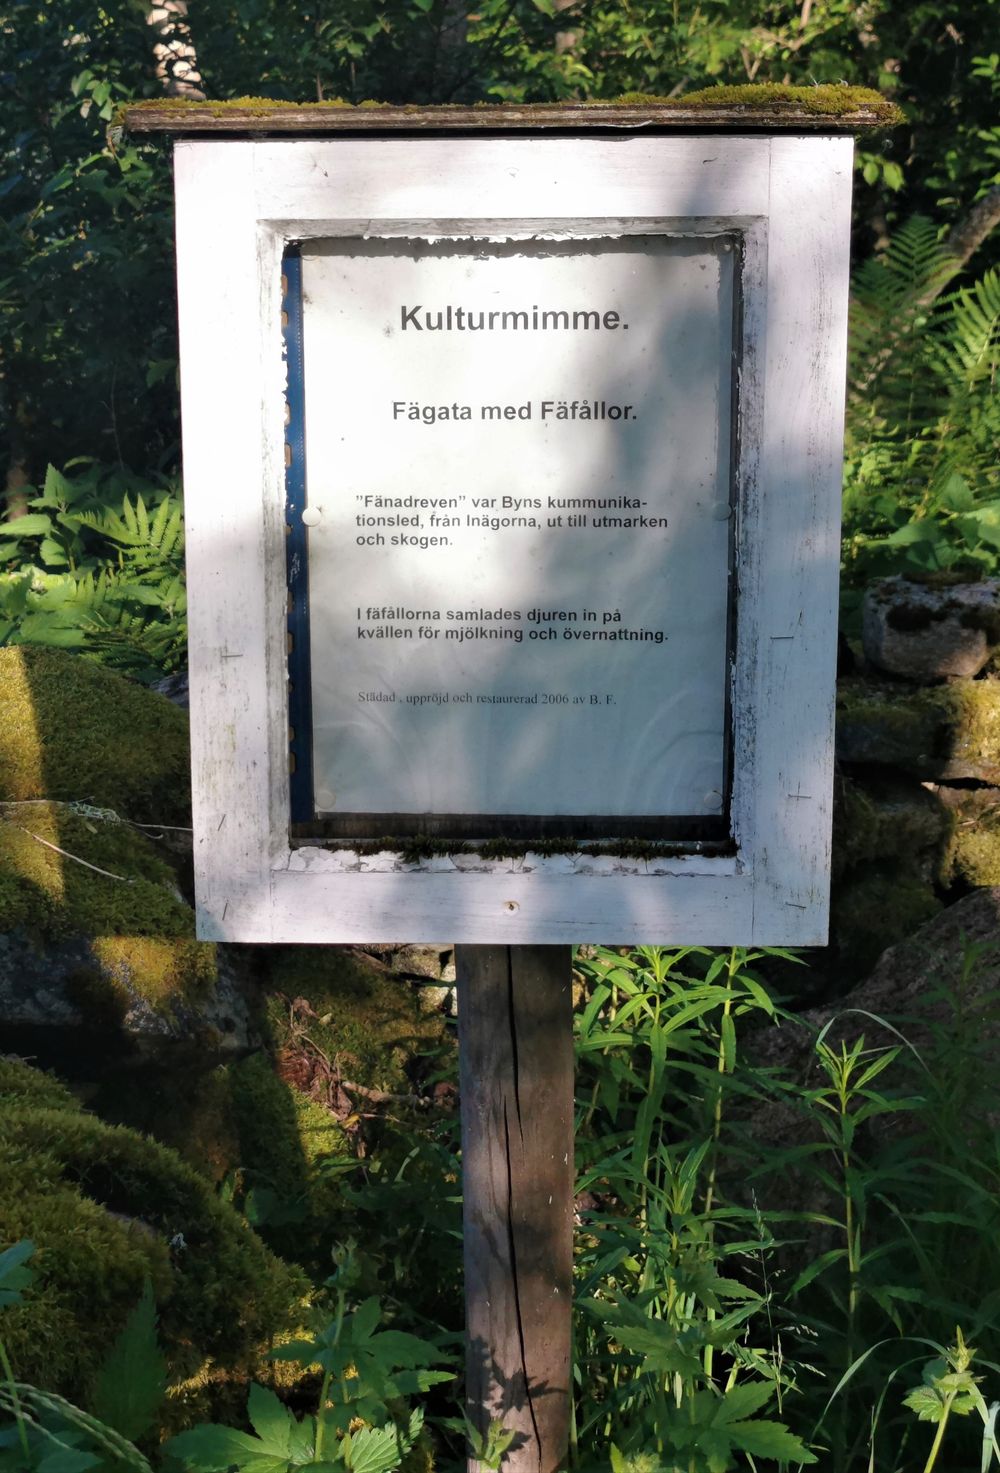 Kulturmimme.
Fägata med Fäfållor.
”Fänadreven” var Byns kummunika-
tionsled, från Inägorna, ut till utmarken
och skogen.
I fäfållorna samlades djuren in på
kvällen för mjölkning och övernattning.
Städad , uppröjd och restaurerad 2006 av B. F.